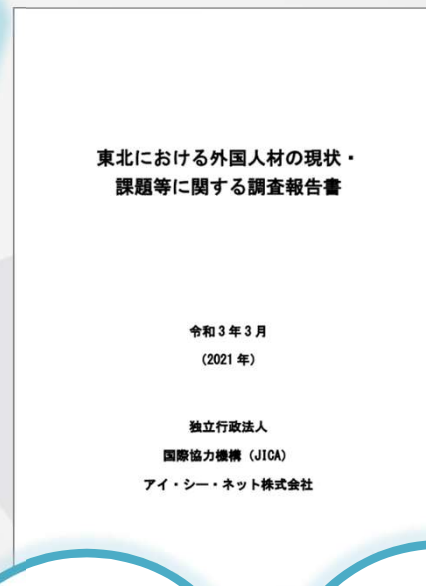 東北における外国人材の現状・
課題等に関する調査報告書
令和3年3月
(2021 年)
独立行政法人
国際協力機構 (JICA)
アイ・シー・ネット株式会社